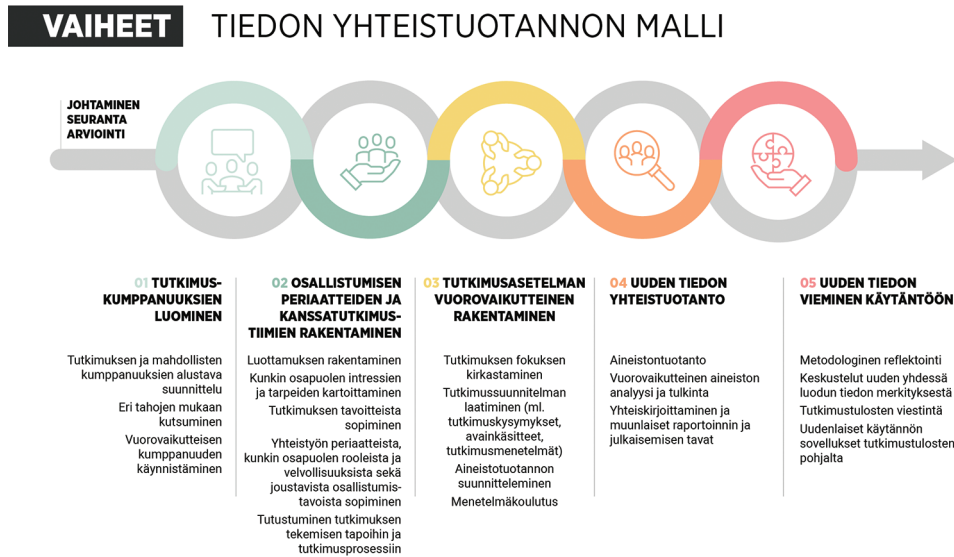 VAIHEET
TIEDON YHTEISTUOTANNON MALLI
JOHTAMINEN
SEURANTA
ARVIOINTI
01 TUTKIMUS-
KUMPPANUUKSIEN
LUOMINEN
Tutkimuksen ja mahdollisten
kumppanuuksien alustava
suunnittelu
Eri tahojen mukaan
kutsuminen
Vuorovaikutteisen
kumppanuuden
käynnistäminen
02 OSALLISTUMISEN
PERIAATTEIDEN JA
KANSSATUTKIMUS-
TIIMIEN RAKENTAMINEN
Luottamuksen rakentaminen
Kunkin osapuolen intressien
ja tarpeiden kartoittaminen
Tutkimuksen tavoitteista
sopiminen
Yhteistyön periaatteista,
kunkin osapuolen rooleista ja
velvollisuuksista sekä
joustavista osallistumis-
tavoista sopiminen
Tutustuminen tutkimuksen
tekemisen tapoihin ja
tutkimusprosessiin
03 TUTKIMUSASETELMAN
VUOROVAIKUTTEINEN
RAKENTAMINEN
Tutkimuksen fokuksen
kirkastaminen
Tutkimussuunnitelman
laatiminen (ml.
tutkimuskysymykset,
avainkäsitteet,
tutkimusmenetelmät)
Aineistotuotannon
suunnitteleminen
Menetelmäkoulutus
04 UUDEN TIEDON
YHTEISTUOTANTO
Aineistontuotanto
Vuorovaikutteinen aineiston
analyysi ja tulkinta
Yhteiskirjoittaminen ja
muunlaiset raportoinnin ja
julkaisemisen tavat
05 UUDEN TIEDON
VIEMINEN KÄYTÄNTÖÖN
Metodologinen reflektointi
Keskustelut uuden yhdessä
luodun tiedon merkityksestä
Tutkimustulosten viestintä
Uudenlaiset käytännön
sovellukset tutkimustulosten
pohjalta